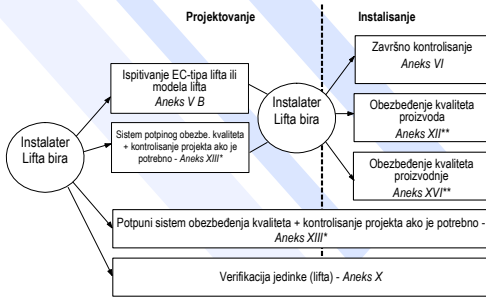 Projektovanje
Instalisanje
Ispitivanje EC-tipa lifta ili
modela lifta
Aneks V B
Završno kontrolisanje
Aneks VI
Instalater
Lifta bira
Instalater
Lifta bira
Sistem potpinog obezbe. kvaliteta
+ kontrolisanje projekta ako je
potrebno - Aneks XIII*
Obezbeđenje kvaliteta
proizvoda
Aneks XII**
Obezbeđenje kvaliteta
proizvodnje
Aneks XVI**
Potpuni sistem obezbeđenja kvaliteta + kontrolisanje projekta ako je potrebno -
Aneks XIII*
Verifikacija jedinke (lifta) - Aneks X